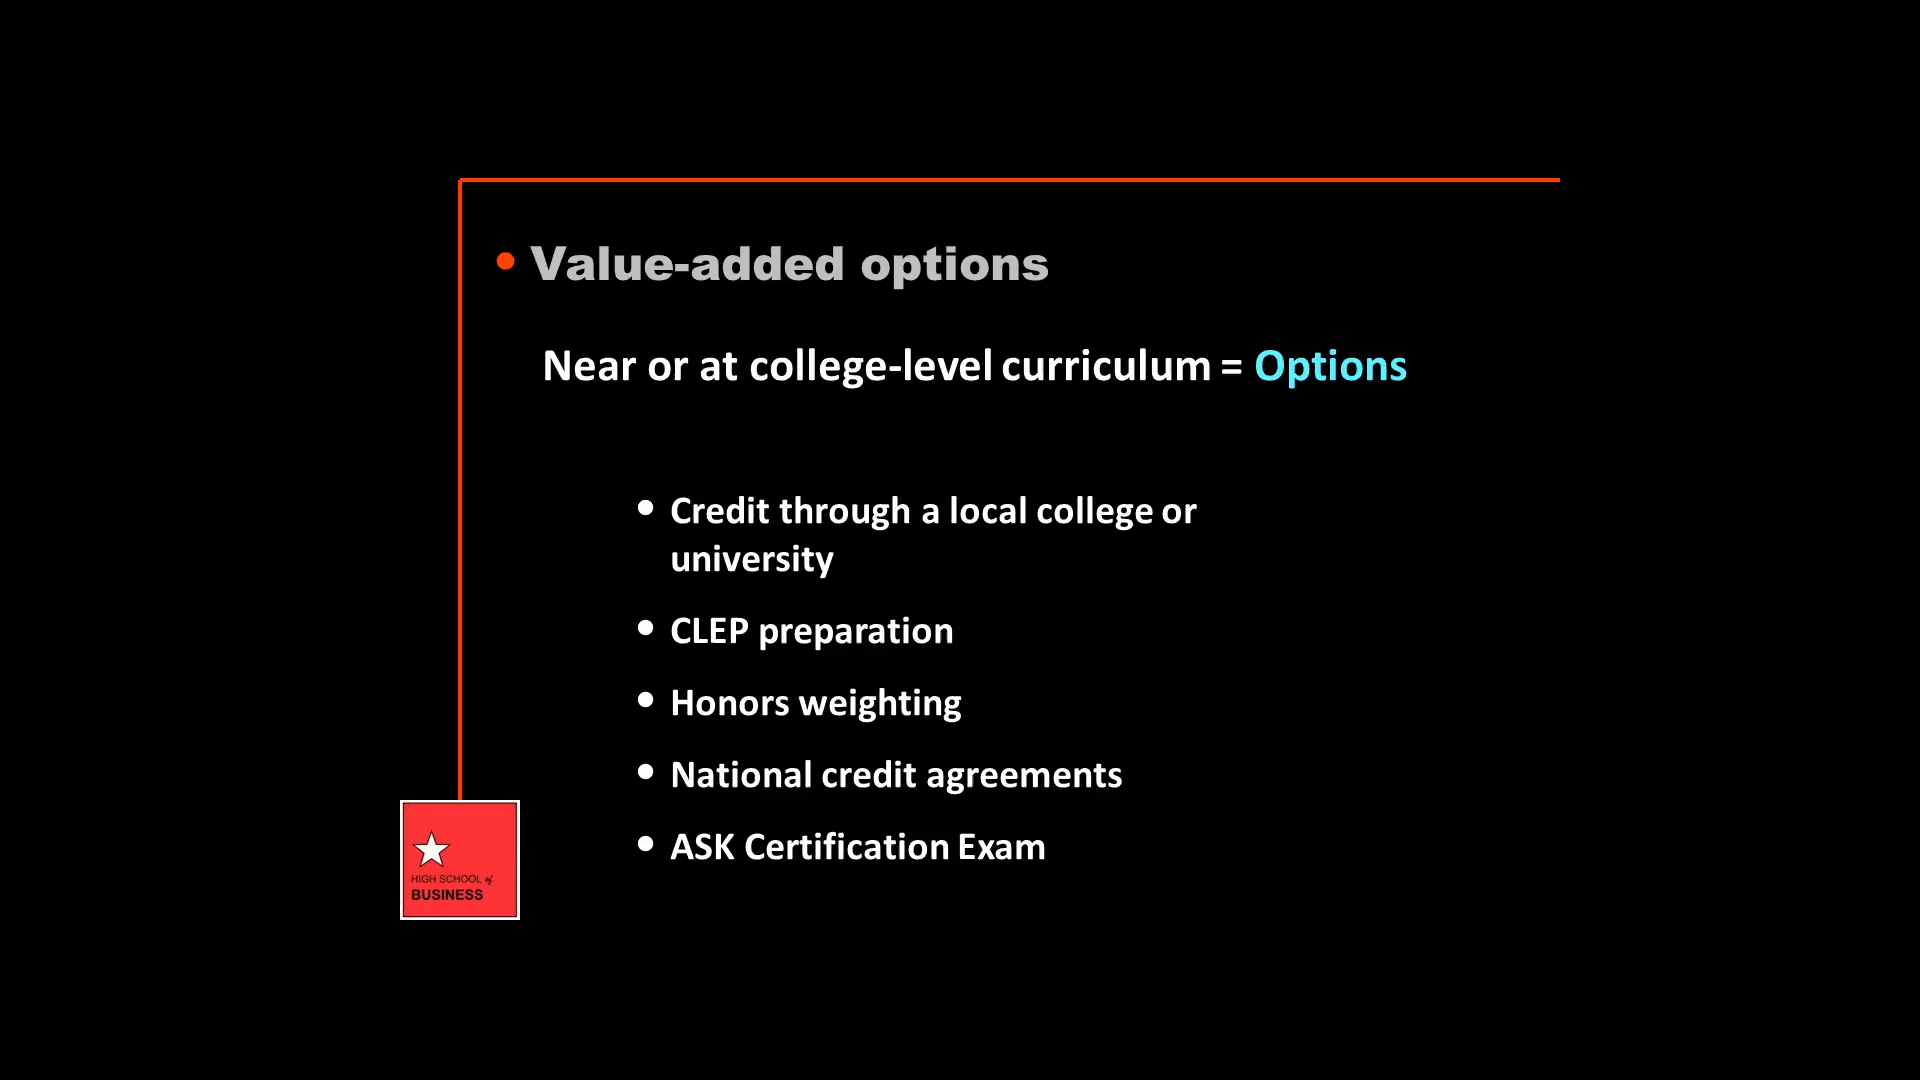 • Value-added options
Near or at college-level curriculum = Options
• Credit through a local college or
university
• CLEP preparation
• Honors weighting
• National credit agreements
• ASK Certification Exam
HIGH SCHOOL of
BUSINESS